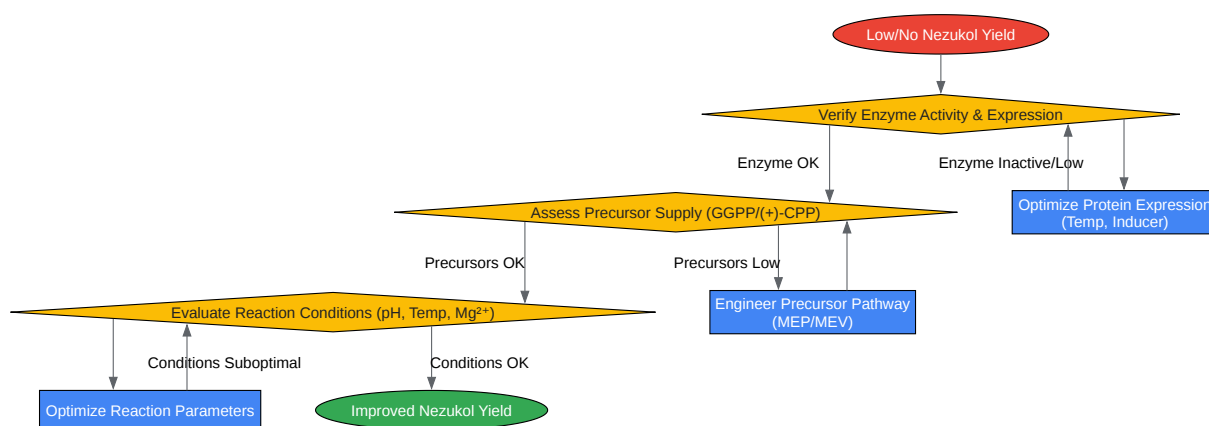 Low/No Nezukol Yield
Verify Enzyme Activity & Expression
Enzyme OK
Enzyme Inactive/Low
Optimize Protein Expression
(Temp, Inducer)
Assess Precursor Supply (GGPP/(+)-CPP)
Precursors OK
Precursors Low
Engineer Precursor Pathway
(MEP/MEV)
Evaluate Reaction Conditions (pH, Temp, Mg²⁺)
Conditions Suboptimal
Conditions OK
Optimize Reaction Parameters
Improved Nezukol Yield